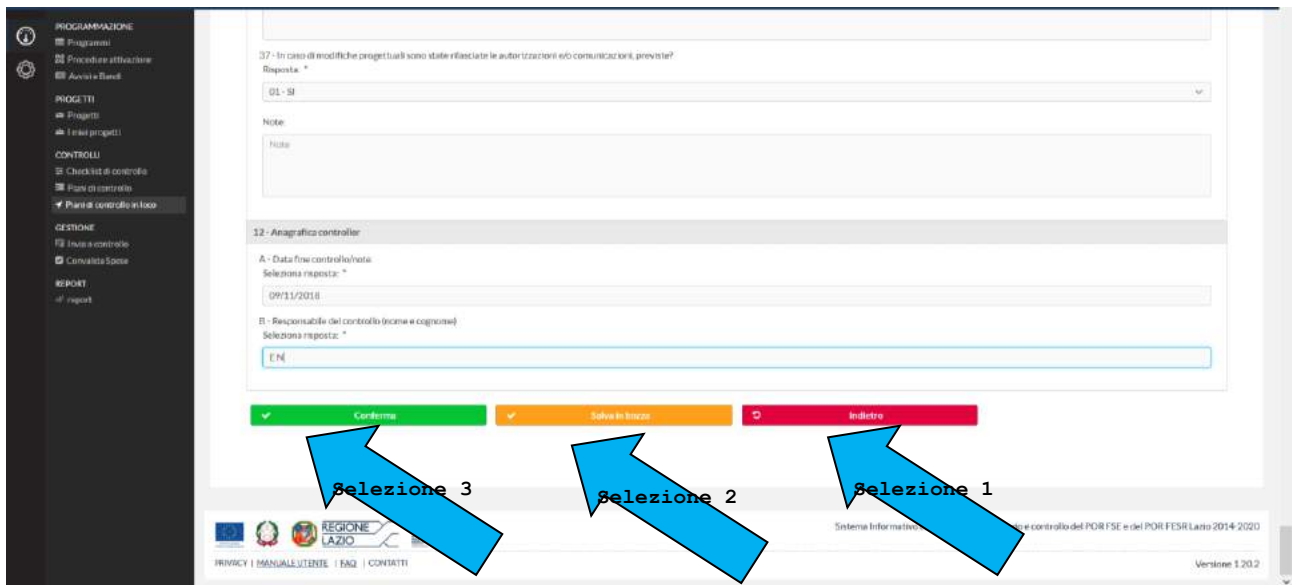 PROGRAMMAZIONE
Programmi
Procedure attivazione
Avvisi e Bandi
PROGETTI
Progetti
I miei progetti
CONTROLLI
Checklist di controllo
Piani di controllo
Piani di controllo in loco
GESTIONE
Invio a controllo
Convalida Spese
REPORT
report
37 - In caso di modifiche progettuali sono state rilasciate le autorizzazioni e/o comunicazioni, previste?
Risposta: *
01 - SI
Note:
Note
12 - Anagrafica controller
A - Data fine controllo/note
Seleziona risposta: *
09/11/2018
B - Responsabile del controllo (nome e cognome)
Seleziona risposta: *
E N
Conferma
Salva in bozza
Indietro
Selezione 3
Selezione 2
Selezione 1
REGIONE
LAZIO
Sistema Informativo
e controllo del POR FSE e del POR FESR Lazio 2014-2020
PRIVACY | MANUALE UTENTE | FAQ | CONTATTI
Versione 1.20.2